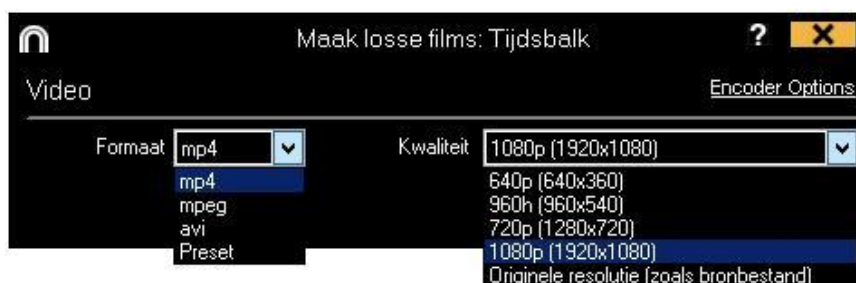 Maak losse films: Tijdsbalk ? X
Video Encoder Options
Formaat mp4 Kwaliteit 1080p (1920x1080)
mp4 640p (640x360)
mpeg 960h (960x540)
avi 720p (1280x720)
Preset 1080p (1920x1080)
Originele resolutie (zoals bronbestand)